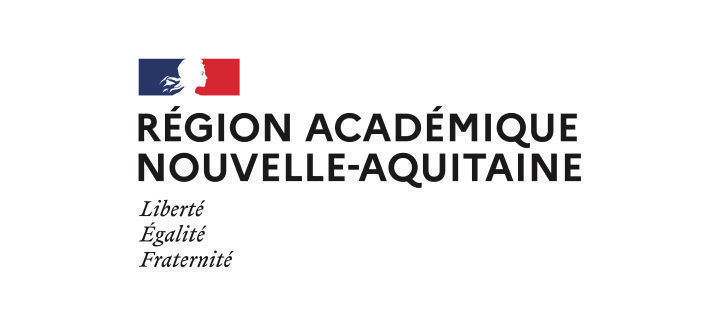 RÉGION ACADÉMIQUE
NOUVELLE-AQUITAINE
Liberté
Égalité
Fraternité